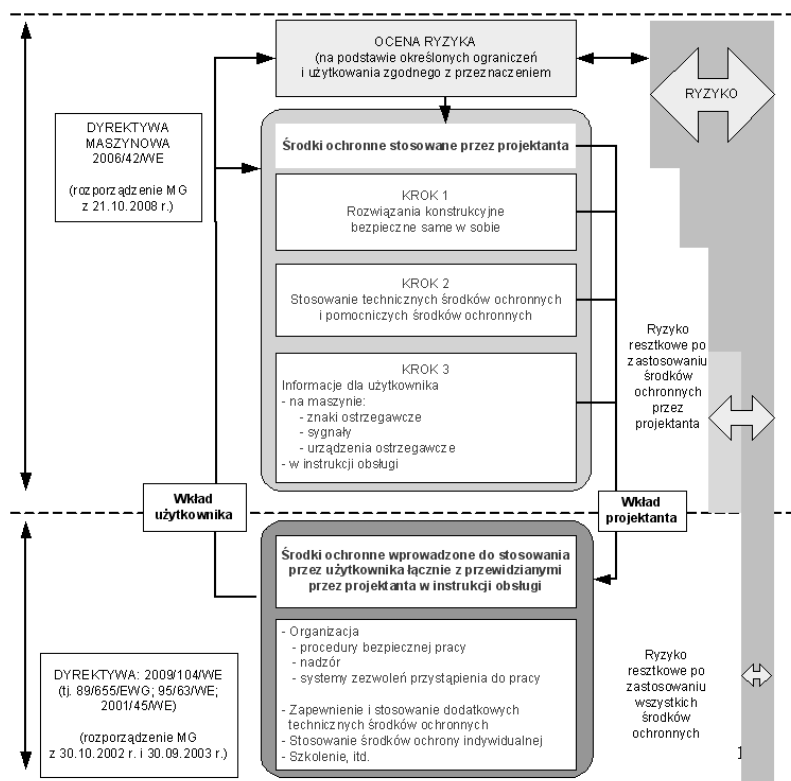 OCENA RYZYKA
(na podstawie określonych ograniczeń
i użytkowania zgodnego z przeznaczeniem
RYZYKO
DYREKTYWA
MASZYNOWA
2006/42/WE
(rozporządzenie MG
z 21.10.2008 r.)
Środki ochronne stosowane przez projektanta
KROK 1
Rozwiązania konstrukcyjne
bezpieczne same w sobie
KROK 2
Stosowanie technicznych środków ochronnych
i pomocniczych środków ochronnych
KROK 3
Informacje dla użytkownika
- na maszynie:
- znaki ostrzegawcze
- sygnały
- urządzenia ostrzegawcze
- w instrukcji obsługi
Ryzyko
resztkowe po
zastosowaniu
środków
ochronnych
przez
projektanta
Wkład
użytkownika
Wkład
projektanta
Środki ochronne wprowadzone do stosowania
przez użytkownika łącznie z przewidzianymi
przez projektanta w instrukcji obsługi
- Organizacja
- procedury bezpiecznej pracy
- nadzór
- systemy zezwoleń przystąpienia do pracy
- Zapewnienie i stosowanie dodatkowych
technicznych środków ochronnych
- Stosowanie środków ochrony indywidualnej
- Szkolenie, itd.
DYREKTYWA: 2009/104/WE
(tj. 89/655/EWG; 95/63/WE;
2001/45/WE)
(rozporządzenie MG
z 30.10.2002 r. i 30.09.2003 r.)
Ryzyko
resztkowe po
zastosowaniu
wszystkich
środków
ochronnych